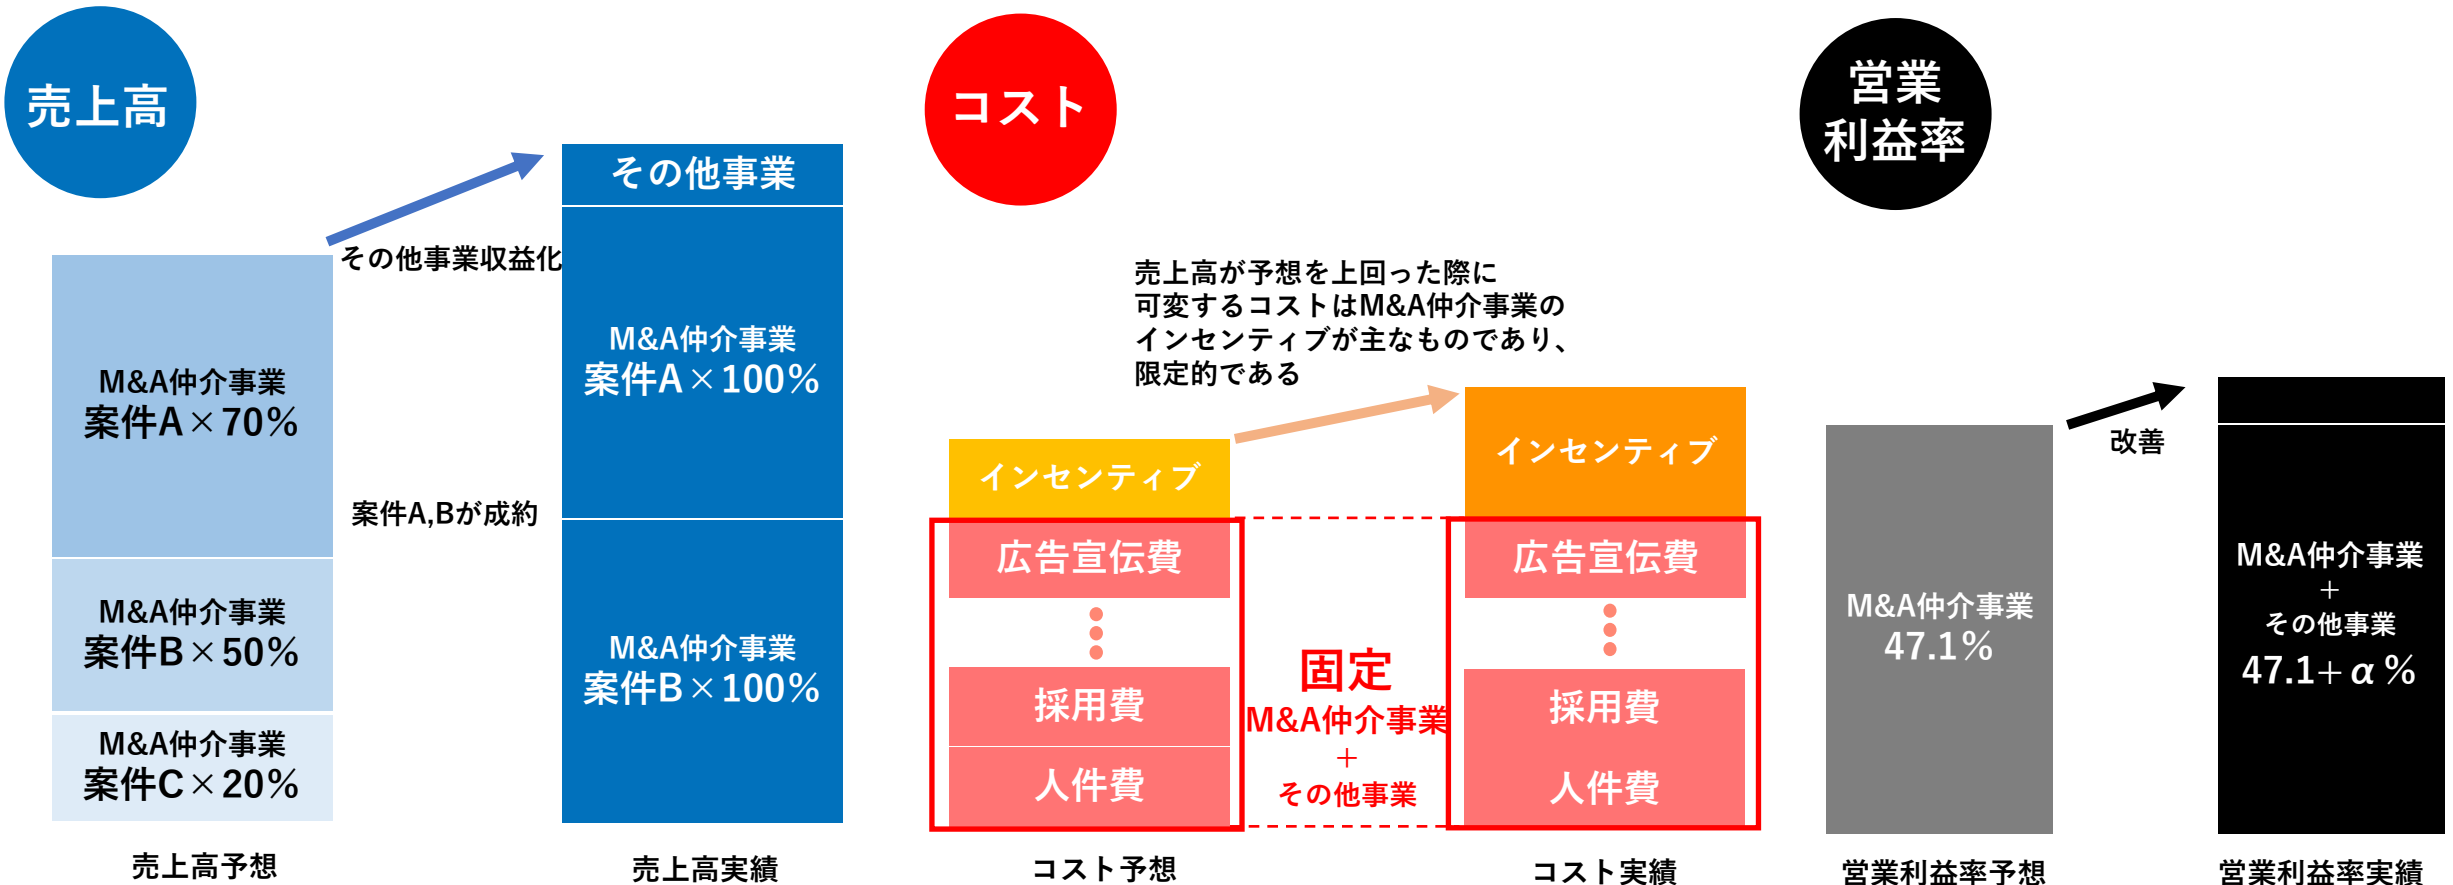 売上高
その他事業収益化
案件A,Bが成約
M&A仲介事業
案件A×70%
M&A仲介事業
案件B×50%
M&A仲介事業
案件C×20%
売上高予想
その他事業
M&A仲介事業
案件A×100%
M&A仲介事業
案件B×100%
売上高実績
コスト
売上高が予想を上回った際に
可変するコストはM&A仲介事業の
インセンティブが主なものであり、
限定的である
インセンティブ
広告宣伝費
採用費
人件費
コスト予想
固定
M&A仲介事業
＋
その他事業
インセンティブ
広告宣伝費
採用費
人件費
コスト実績
営業
利益率
M&A仲介事業
47.1%
営業利益率予想
改善
M&A仲介事業
＋
その他事業
47.1＋α％
営業利益率実績